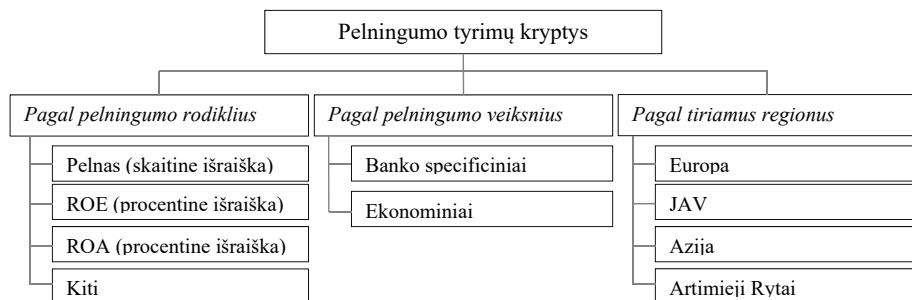 Pelningumo tyrimų kryptys
Pagal pelningumo rodiklius
Pelnas (skaitine išraiška)
ROE (procentine išraiška)
ROA (procentine išraiška)
Kiti
Pagal pelningumo veiksnius
Banko specificiniai
Ekonominiai
Pagal tiriamus regionus
Europa
JAV
Azija
Artimieji Rytai